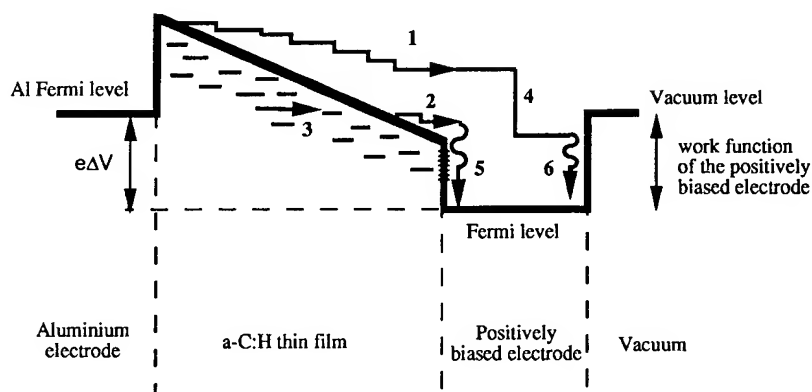 1
Al Fermi level
2
3
4
Vacuum level
eΔV
5
6
work function
of the positively
biased electrode
Fermi level
Aluminium
electrode
a-C:H thin film
Positively
biased electrode
Vacuum